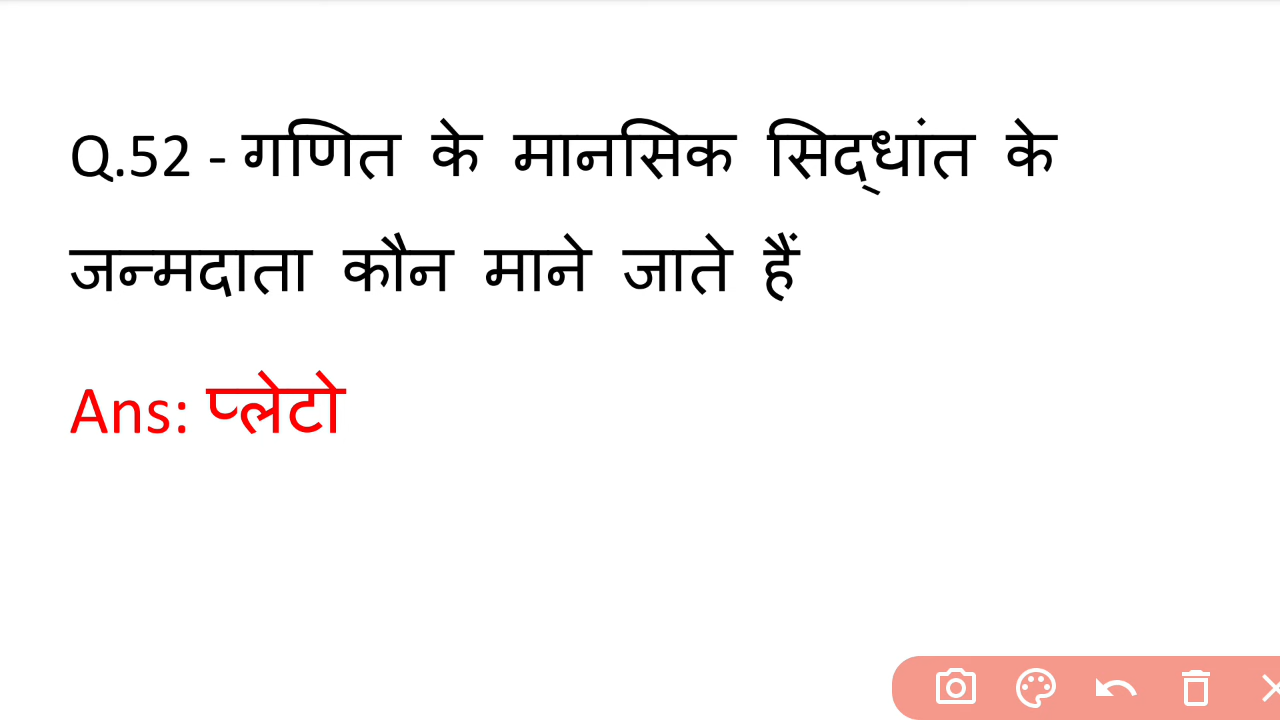 Q.52 - गणित के मानसिक सिद्धांत के
जन्मदाता कौन माने जाते हैं
Ans: प्लेटो